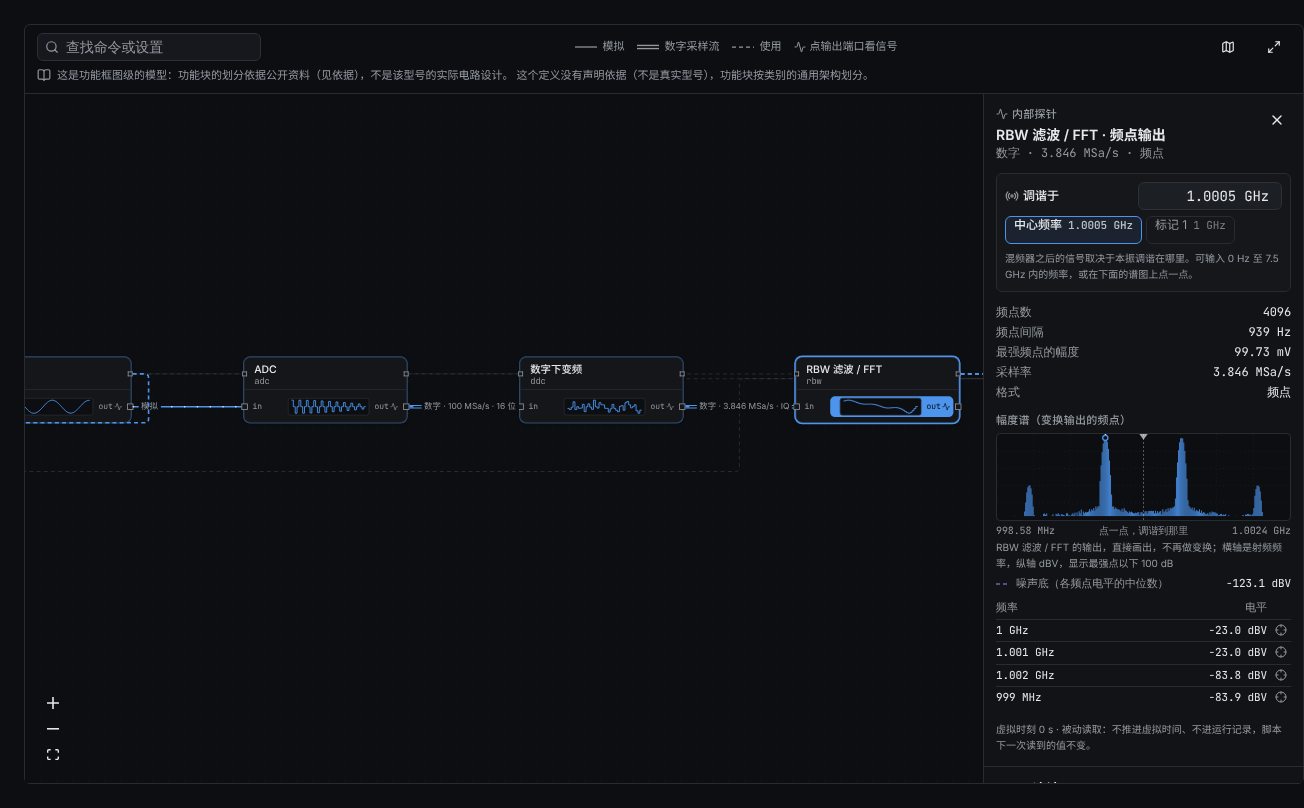 查找命令或设置
模拟 数字采样流 使用 点输出端口看信号
这是功能框图级的模型：功能块的划分依据公开资料（见依据），不是该型号的实际电路设计。 这个定义没有声明依据（不是真实型号），功能块按类别的通用架构划分。
out
模拟
ADC
adc
in
out
数字 · 100 MSa/s · 16 位
数字下变频
ddc
in
out
数字 · 3.846 MSa/s · IQ
RBW 滤波 / FFT
rbw
in
out
内部探针
RBW 滤波 / FFT · 频点输出
数字 · 3.846 MSa/s · 频点
调谐于 1.0005 GHz
中心频率 1.0005 GHz 标记 1 1 GHz
混频器之后的信号取决于本振调谐在哪里。可输入 0 Hz 至 7.5
GHz 内的频率，或在下面的谱图上点一点。
频点数 4096
频点间隔 939 Hz
最强频点的幅度 99.73 mV
采样率 3.846 MSa/s
格式 频点
幅度谱（变换输出的频点）
998.58 MHz 点一点，调谐到那里 1.0024 GHz
RBW 滤波 / FFT 的输出，直接画出，不再做变换；横轴是射频频
率，纵轴 dBV，显示最强点以下 100 dB
噪声底（各频点电平的中位数） -123.1 dBV
频率 电平
1 GHz -23.0 dBV
1.001 GHz -23.0 dBV
1.002 GHz -83.8 dBV
999 MHz -83.9 dBV
虚拟时刻 0 s · 被动读取：不推进虚拟时间、不进运行记录，脚本
下一次读到的值不变。